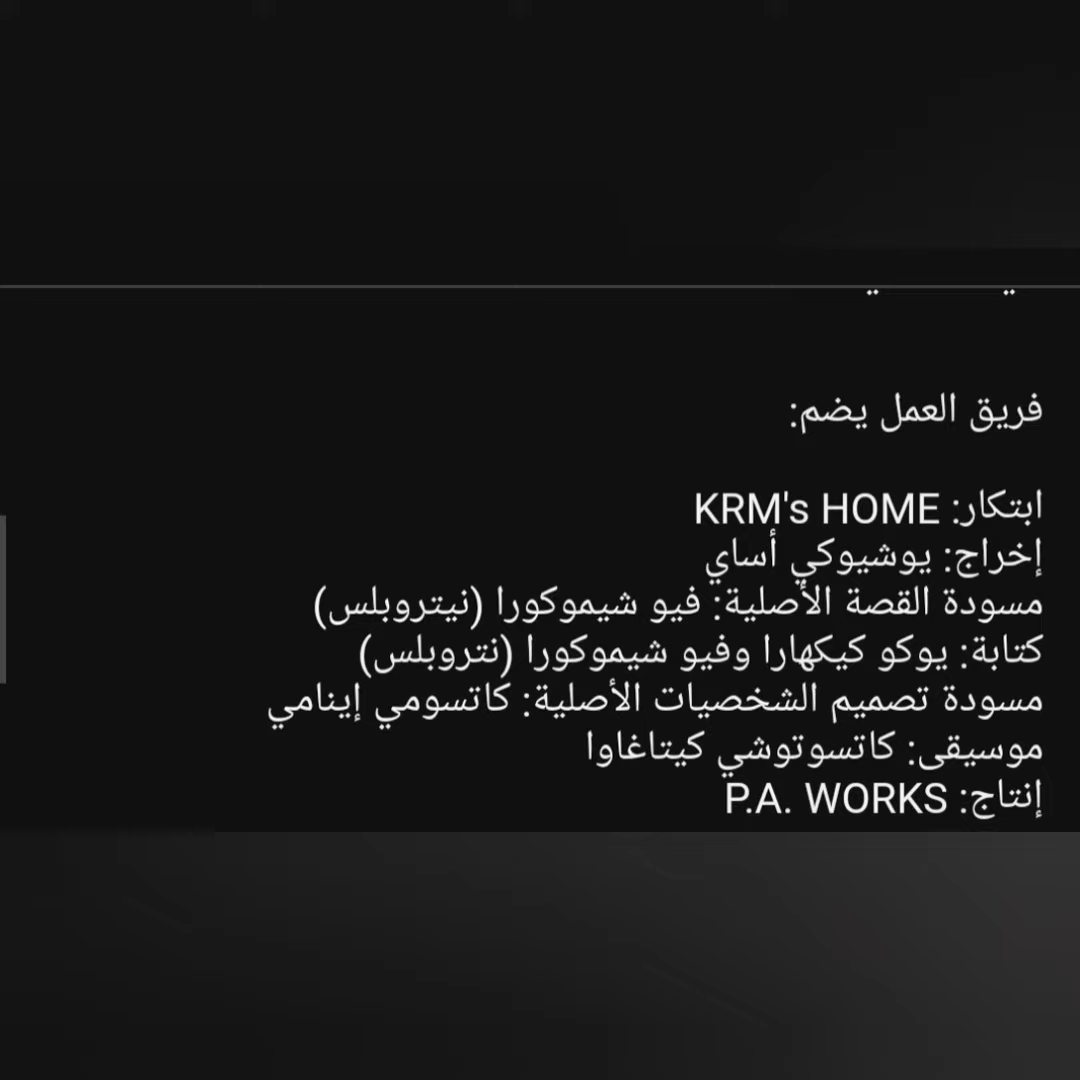 فريق العمل يضم:
ابتكار: KRM's HOME
إخراج: يوشيوكي أساي
مسودة القصة الأصلية: فيو شيموكورا (نيتروبلس)
كتابة: يوكو كيكهارا وفيو شيموكورا (نتروبلس)
مسودة تصميم الشخصيات الأصلية: كاتسومي إينامي
موسيقى: كاتسوتوشي كيتاغاوا
إنتاج: P.A. WORKS